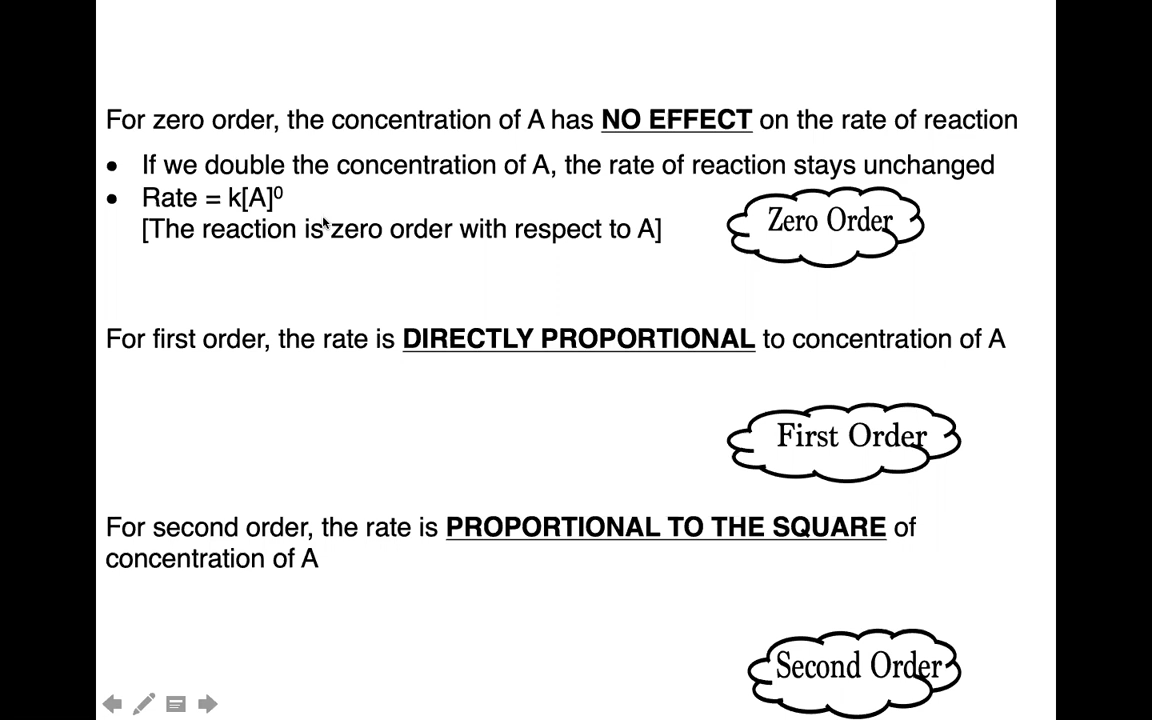 For zero order, the concentration of A has NO EFFECT on the rate of reaction
• If we double the concentration of A, the rate of reaction stays unchanged
• Rate = k[A]⁰
[The reaction is zero order with respect to A]
Zero Order
For first order, the rate is DIRECTLY PROPORTIONAL to concentration of A
First Order
For second order, the rate is PROPORTIONAL TO THE SQUARE of
concentration of A
Second Order